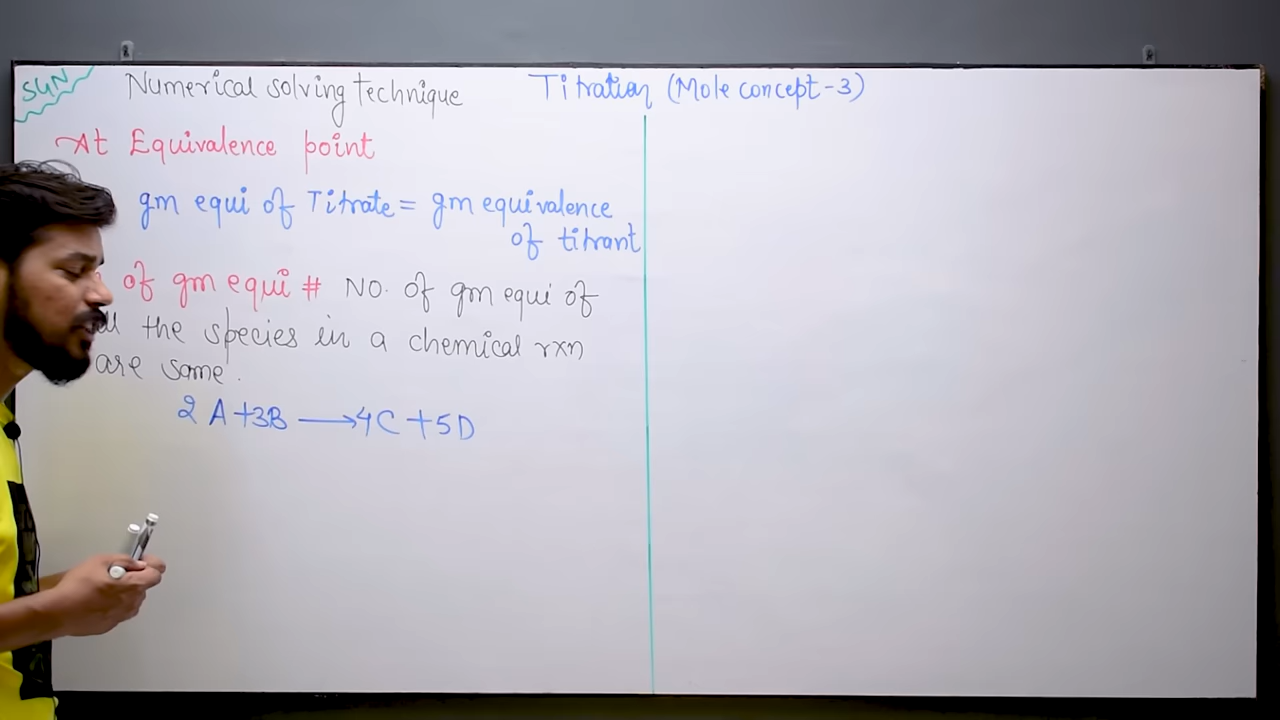 SUN
Numerical solving technique
Titration (Mole concept-3)
At Equivalence point
gm equi of Titrate = gm equivalence
of titrant
of gm equi # NO. of gm equi of
the species in a chemical rxn
are same.
2 A + 3B → 4C + 5D